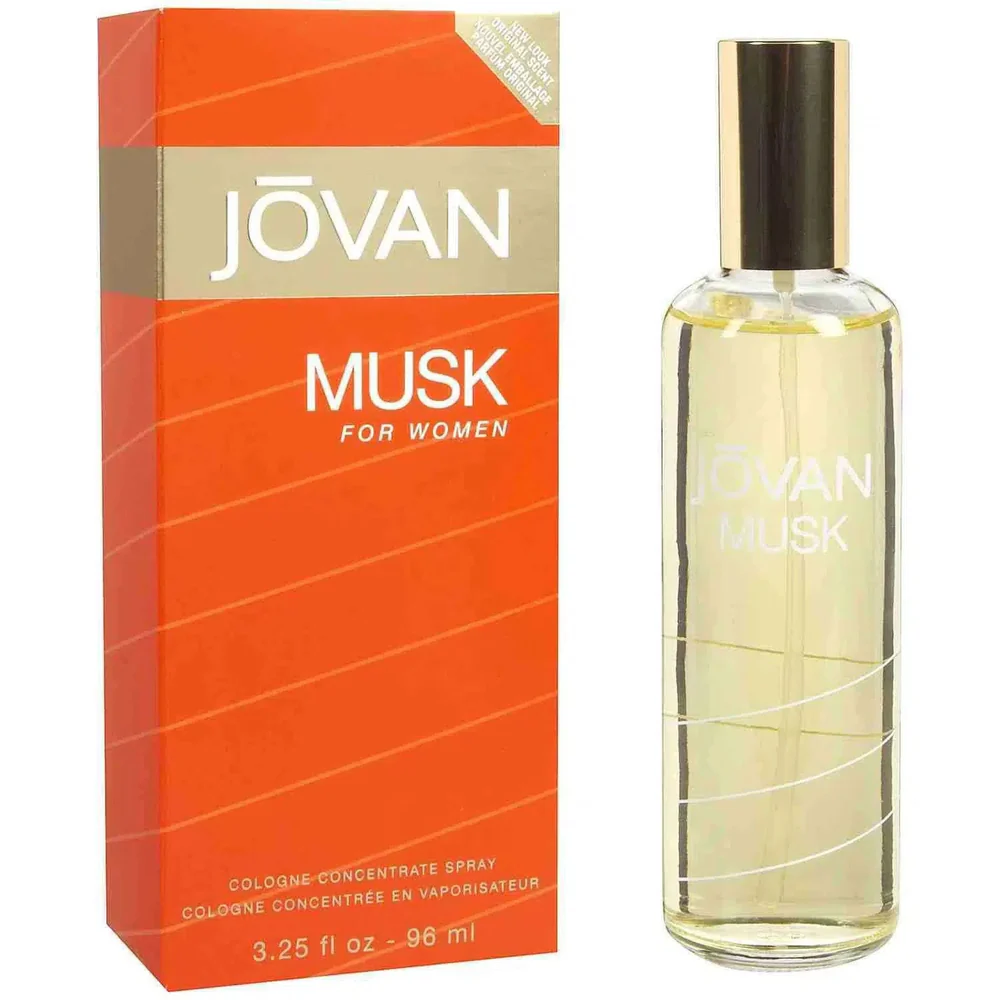 NEW LOOK
ORIGINAL SCENT
NOUVEL EMBALLAGE
PARFUM ORIGINAL
JŌVAN
MUSK
FOR WOMEN
COLOGNE CONCENTRATE SPRAY
COLOGNE CONCENTRÉE EN VAPORISATEUR
3.25 fl oz - 96 ml
JŌVAN
MUSK